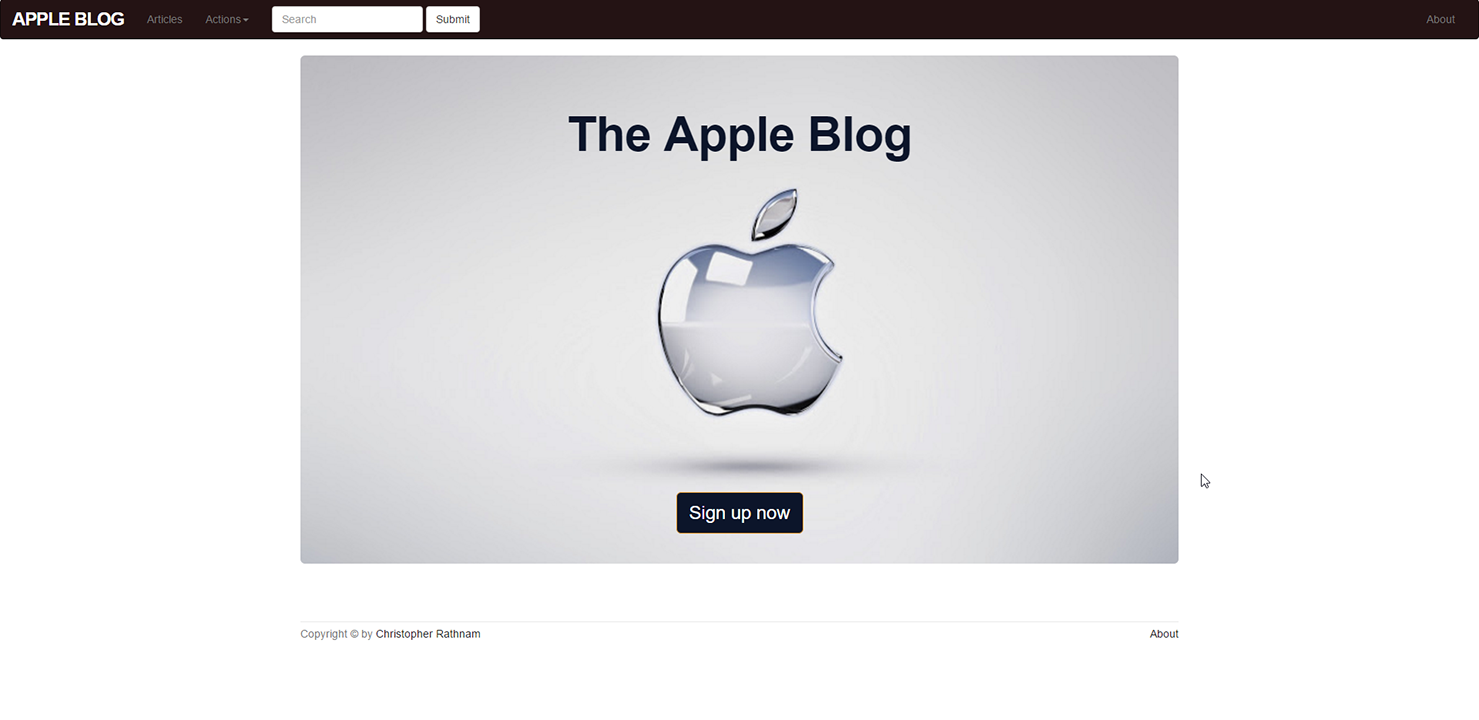 APPLE BLOG Articles Actions Search Submit About
The Apple Blog
Sign up now
Copyright © by Christopher Rathnam About